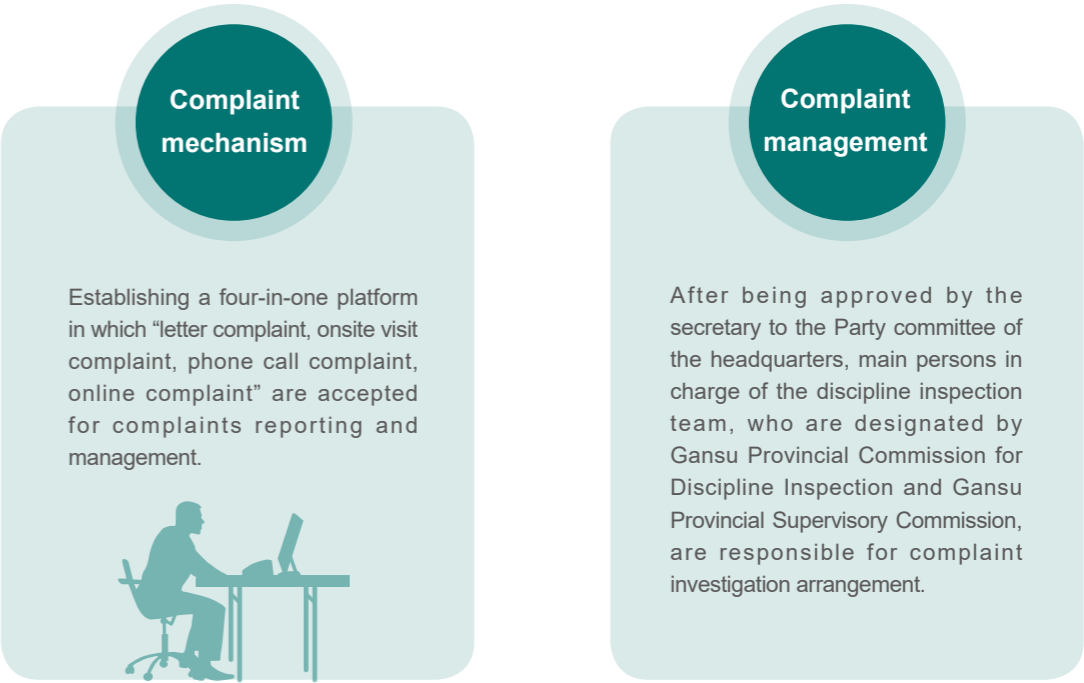 Complaint
mechanism
Establishing a four-in-one platform
in which “letter complaint, onsite visit
complaint, phone call complaint,
online complaint” are accepted
for complaints reporting and
management.
Complaint
management
After being approved by the
secretary to the Party committee of
the headquarters, main persons in
charge of the discipline inspection
team, who are designated by
Gansu Provincial Commission for
Discipline Inspection and Gansu
Provincial Supervisory Commission,
are responsible for complaint
investigation arrangement.